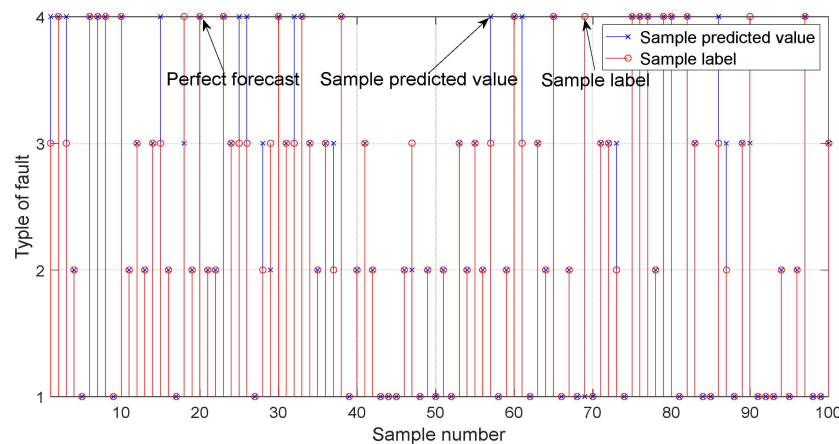 4
3
2
1
Typle of fault
10
20
30
40
50
60
70
80
90
100
Sample number
Perfect forecast
Sample predicted value
Sample label
Sample predicted value
Sample label